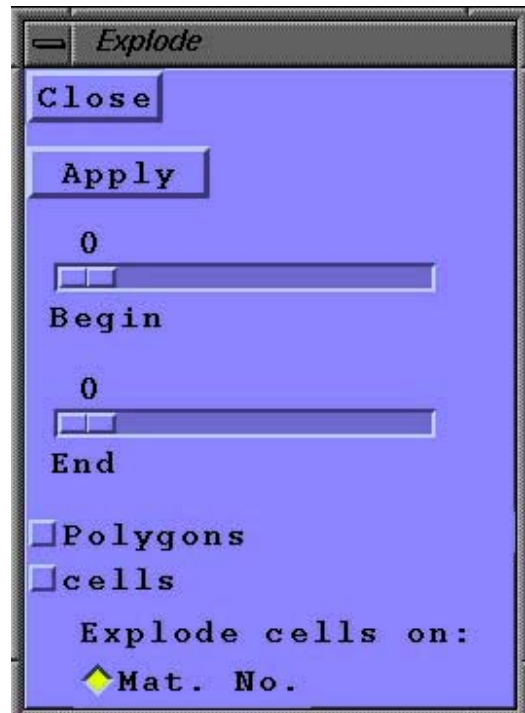 Explode
Close
Apply
0
Begin
0
End
Polygons
cells
Explode cells on:
Mat. No.